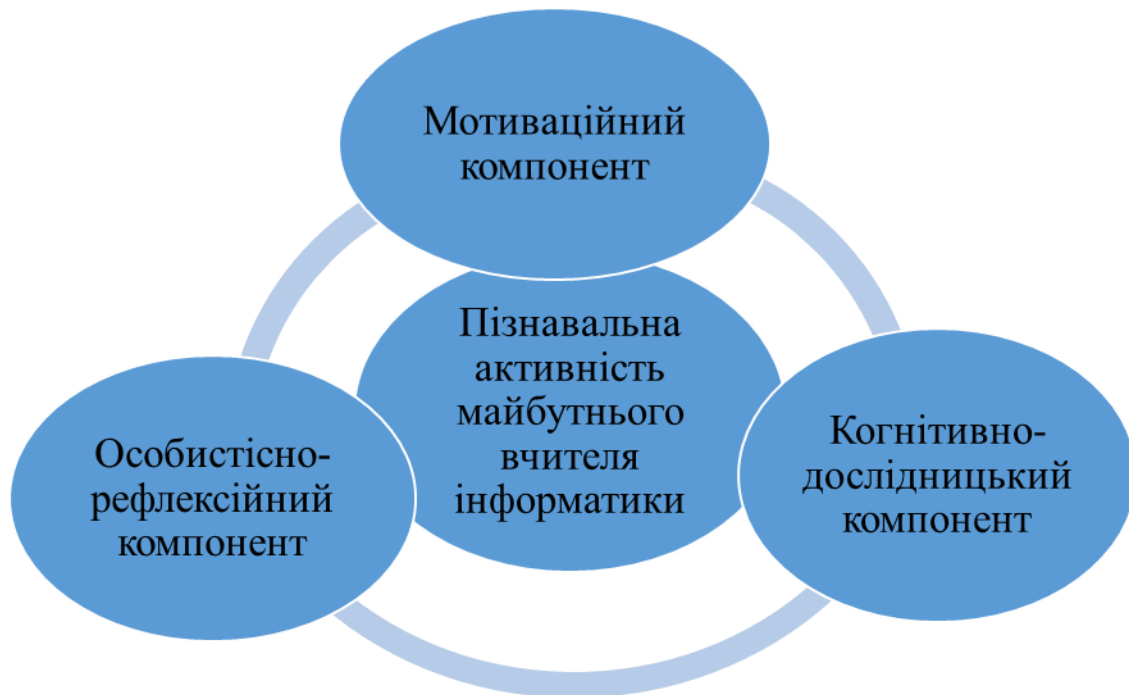 Мотиваційний
компонент
Пізнавальна
активність
майбутнього
вчителя
інформатики
Особистісно-
рефлексійний
компонент
Когнітивно-
дослідницький
компонент